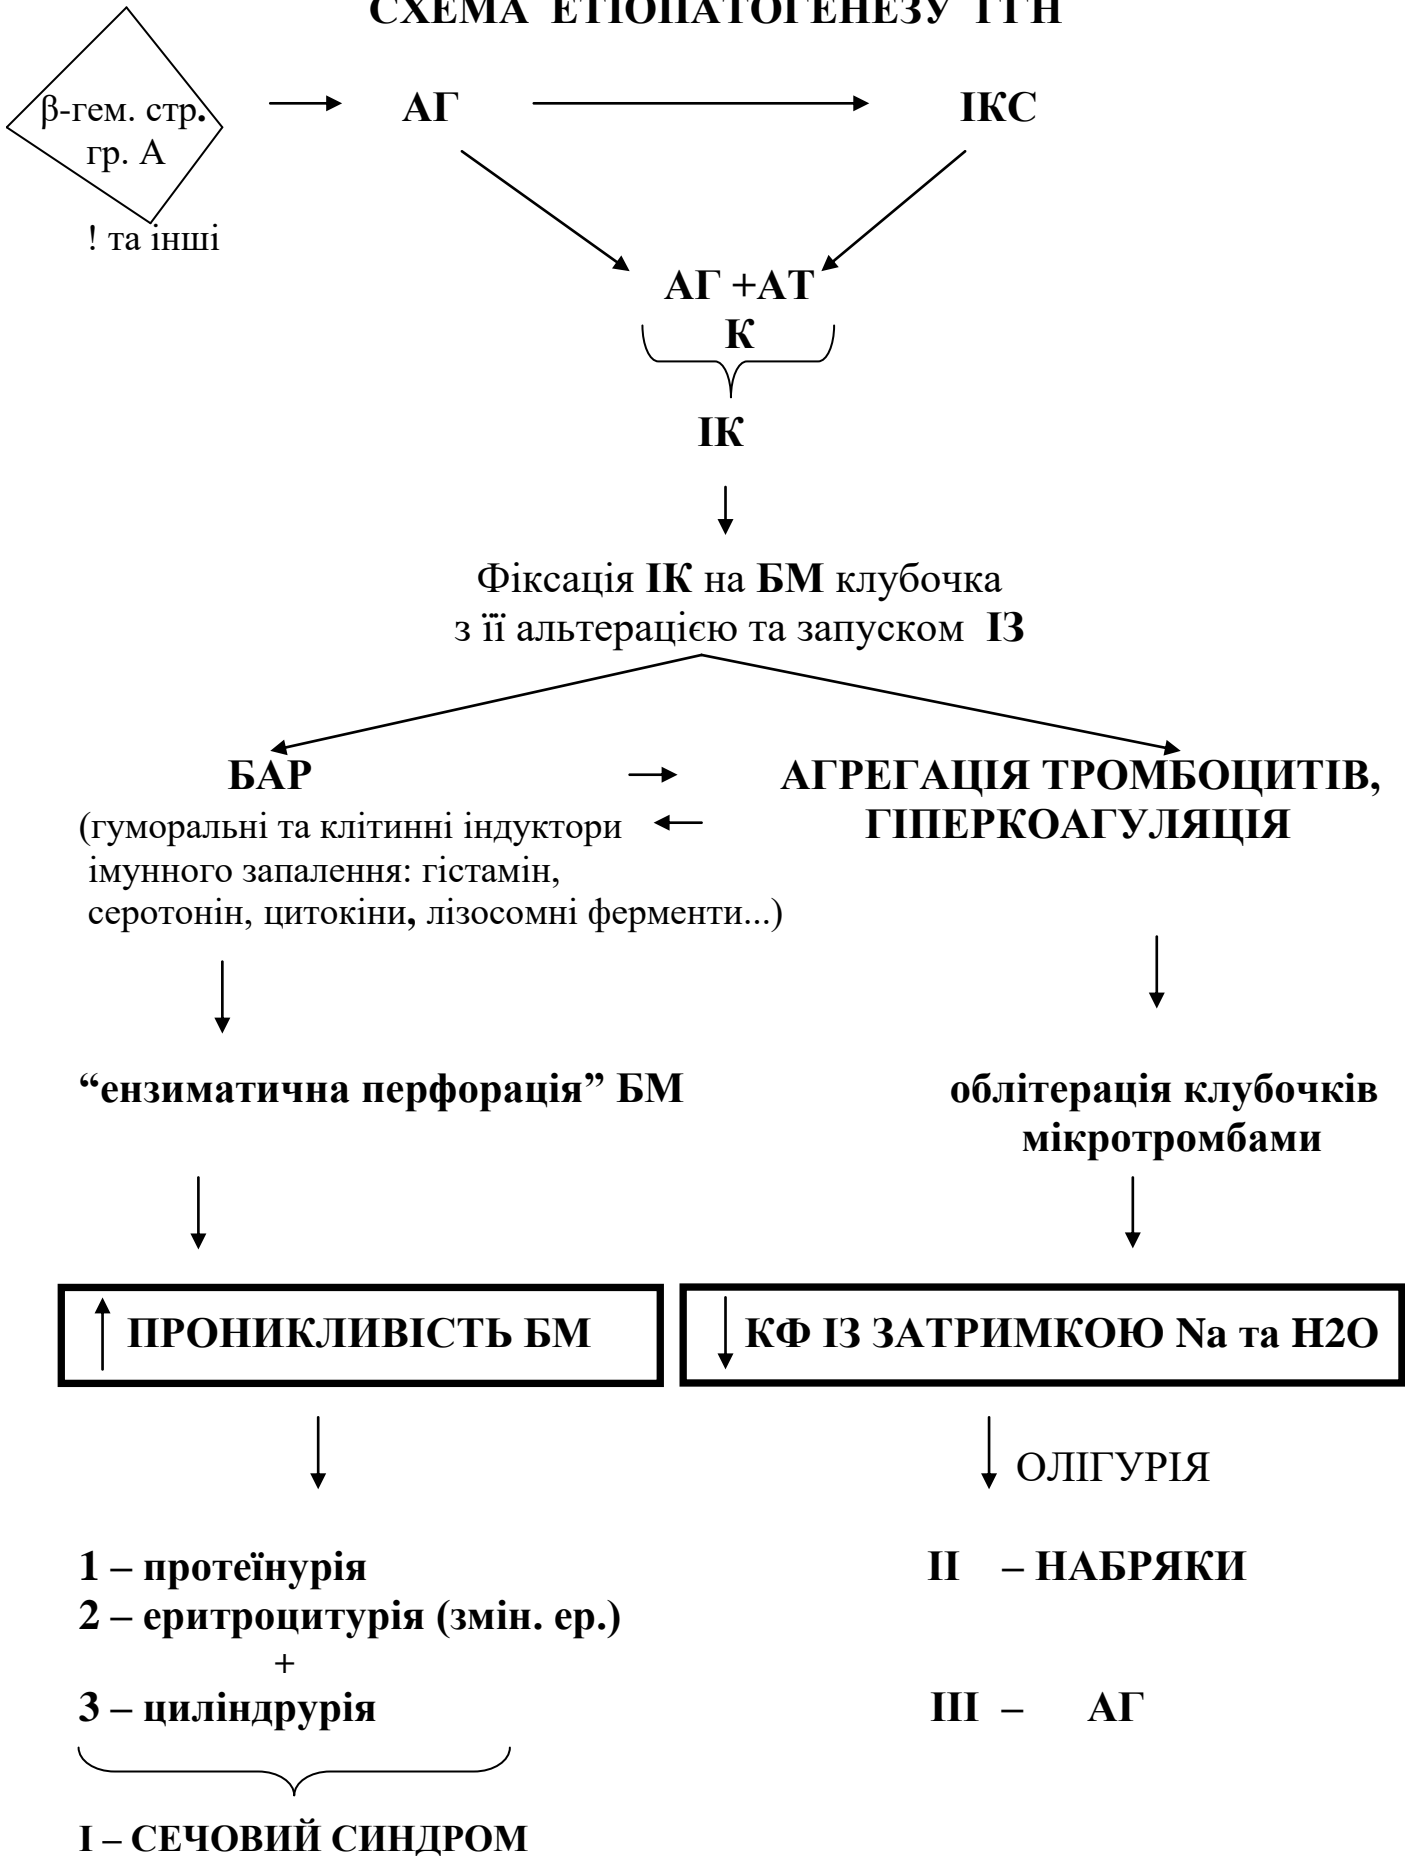 СХЕМА ЕТІОПАТОГЕНЕЗУ ГГН
β-гем. стр.
гр. А
! та інші
АГ
ІКС
АГ +АТ
К
ІК
Фіксація ІК на БМ клубочка
з її альтерацією та запуском ІЗ
БАР
(гуморальні та клітинні індуктори
імунного запалення: гістамін,
серотонін, цитокіни, лізосомні ферменти...)
АГРЕГАЦІЯ ТРОМБОЦИТІВ,
ГІПЕРКОАГУЛЯЦІЯ
“ензиматична перфорація” БМ
облітерація клубочків
мікротромбами
ПРОНИКЛИВІСТЬ БМ
КФ ІЗ ЗАТРИМКОЮ Na та H2O
ОЛІГУРІЯ
1 – протеїнурія
2 – еритроцитурія (змін. ер.)
+
3 – циліндрурія
І – СЕЧОВИЙ СИНДРОМ
ІІ – НАБРЯКИ
ІІІ – АГ